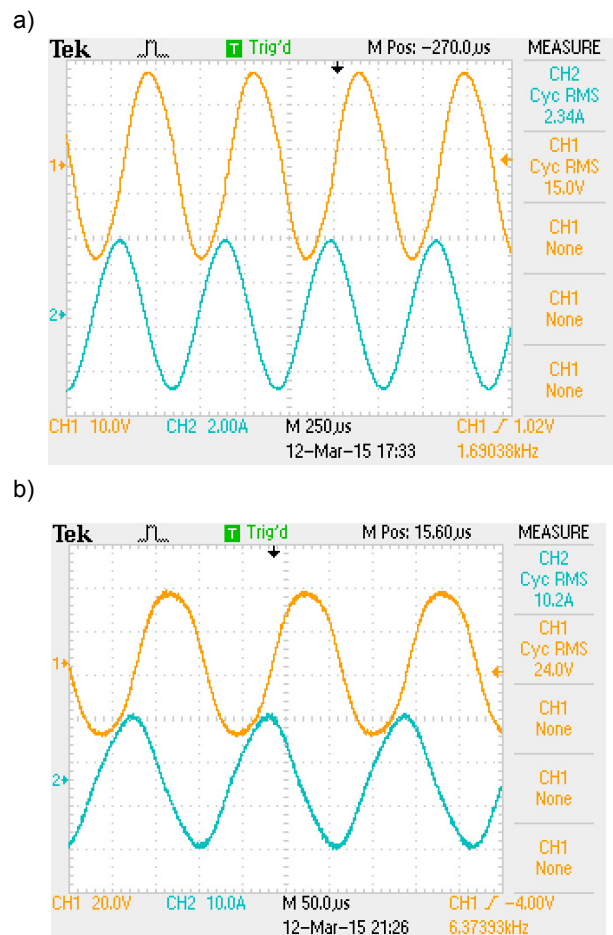 a)
Tek T Trig'd M Pos: -270.0µs MEASURE
CH2
Cyc RMS
2.34A
CH1
Cyc RMS
15.0V
CH1
None
CH1
None
CH1
None
1
2
CH1 10.0V CH2 2.00A M 250µs CH1 1.02V
12-Mar-15 17:33 1.69038kHz
b)
Tek T Trig'd M Pos: 15.60µs MEASURE
CH2
Cyc RMS
10.2A
CH1
Cyc RMS
24.0V
CH1
None
CH1
None
CH1
None
1
2
CH1 20.0V CH2 10.0A M 50.0µs CH1 -4.00V
12-Mar-15 21:26 6.37393kHz